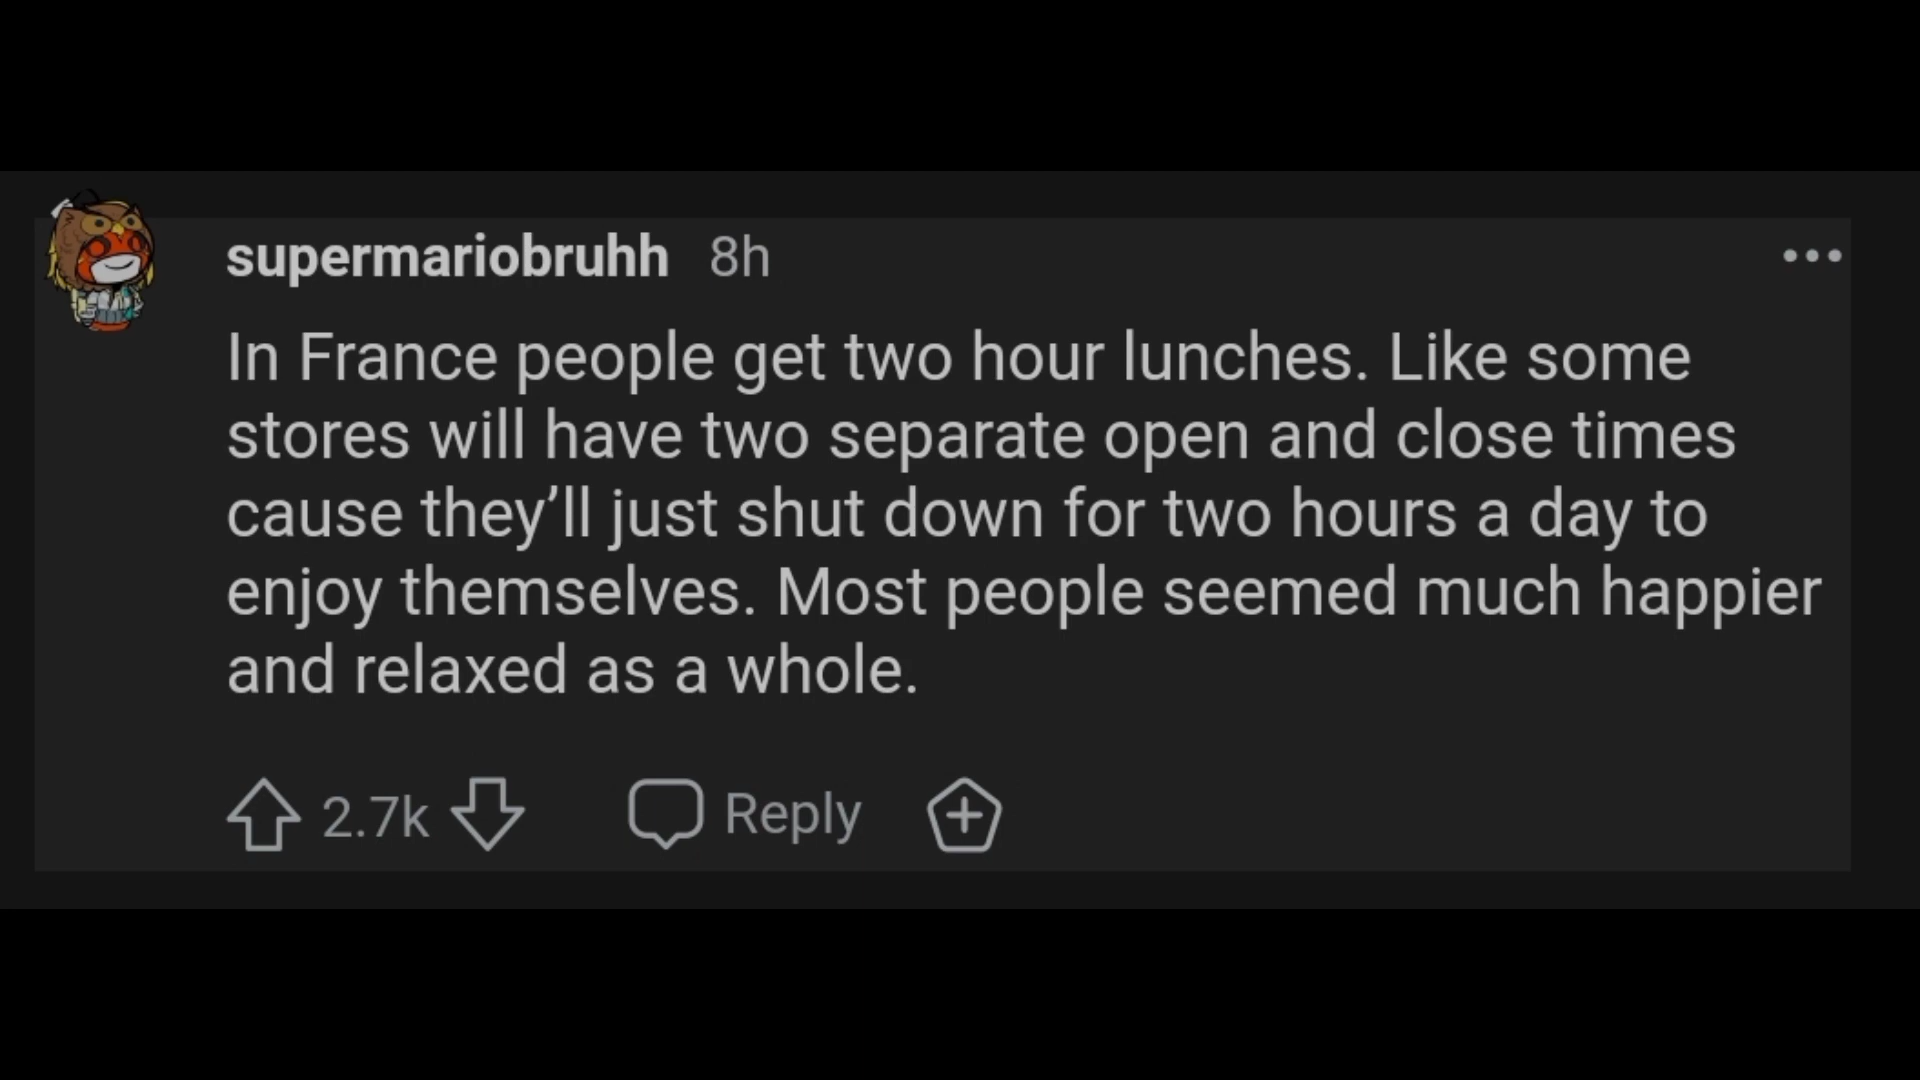 supermariobruhh 8h
In France people get two hour lunches. Like some
stores will have two separate open and close times
cause they’ll just shut down for two hours a day to
enjoy themselves. Most people seemed much happier
and relaxed as a whole.
2.7k Reply